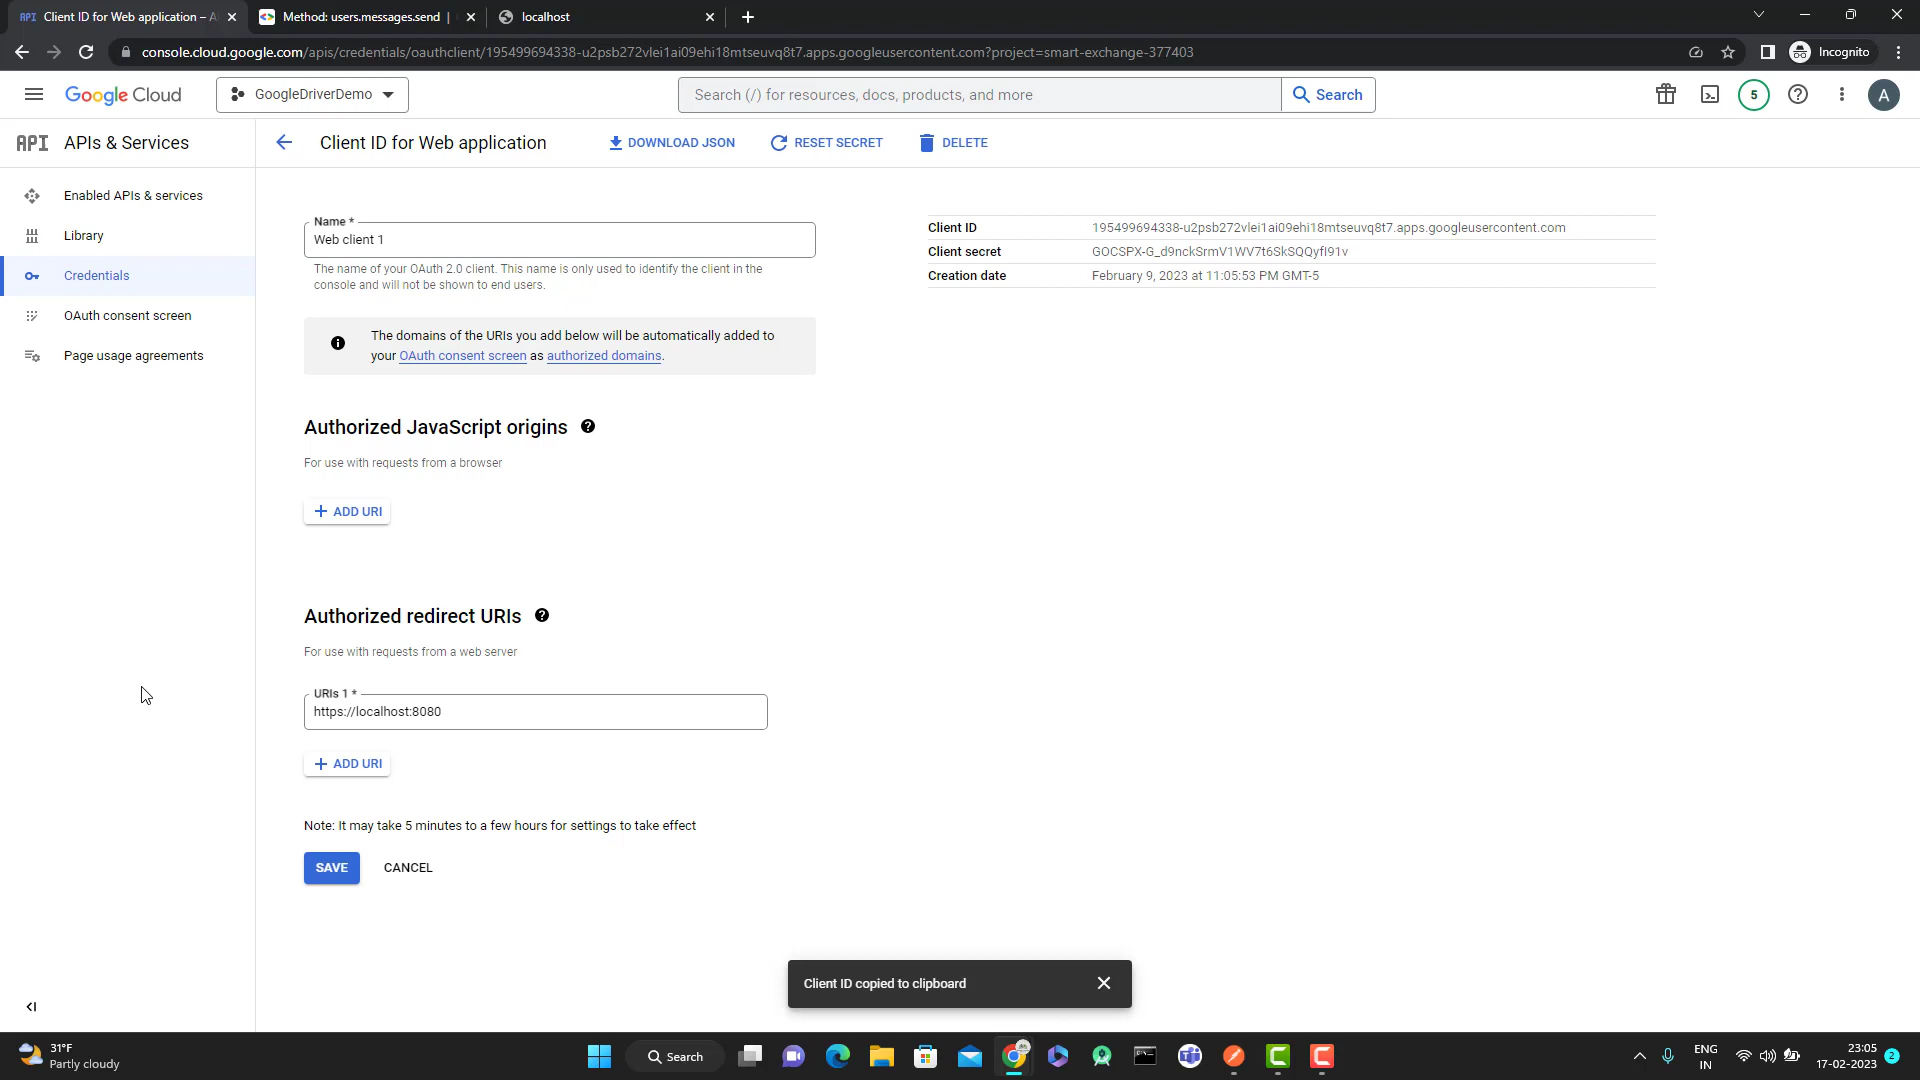 Client ID for Web application – A
Method: users.messages.send |
localhost
console.cloud.google.com/apis/credentials/oauthclient/195499694338-u2psb272vlei1ai09ehi18mtseuvq8t7.apps.googleusercontent.com?project=smart-exchange-377403
Incognito
Google Cloud
GoogleDriverDemo
Search (/) for resources, docs, products, and more
Search
5
A
API APIs & Services
Client ID for Web application
DOWNLOAD JSON
RESET SECRET
DELETE
Enabled APIs & services
Library
Credentials
OAuth consent screen
Page usage agreements
Name *
Web client 1
The name of your OAuth 2.0 client. This name is only used to identify the client in the
console and will not be shown to end users.
The domains of the URIs you add below will be automatically added to
your OAuth consent screen as authorized domains.
Client ID 195499694338-u2psb272vlei1ai09ehi18mtseuvq8t7.apps.googleusercontent.com
Client secret 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
Creation date February 9, 2023 at 11:05:53 PM GMT-5
Authorized JavaScript origins
For use with requests from a browser
+ ADD URI
Authorized redirect URIs
For use with requests from a web server
URIs 1 *
https://localhost:8080
+ ADD URI
Note: It may take 5 minutes to a few hours for settings to take effect
SAVE
CANCEL
Client ID copied to clipboard
31°F
Partly cloudy
Search
ENG
IN
23:05
17-02-2023
2